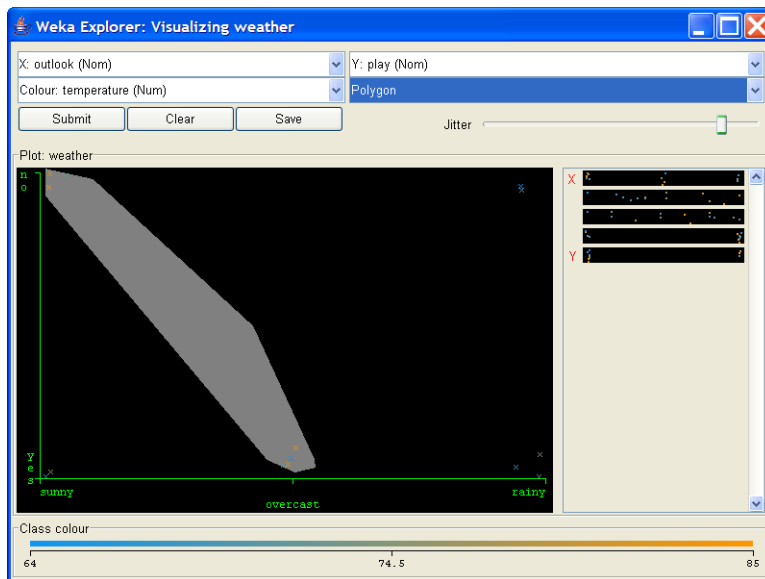 Weka Explorer: Visualizing weather
X: outlook (Nom) Y: play (Nom)
Colour: temperature (Num) Polygon
Submit Clear Save Jitter
Plot: weather
no
yes
sunny overcast rainy
X
Y
Class colour
64 74.5 85